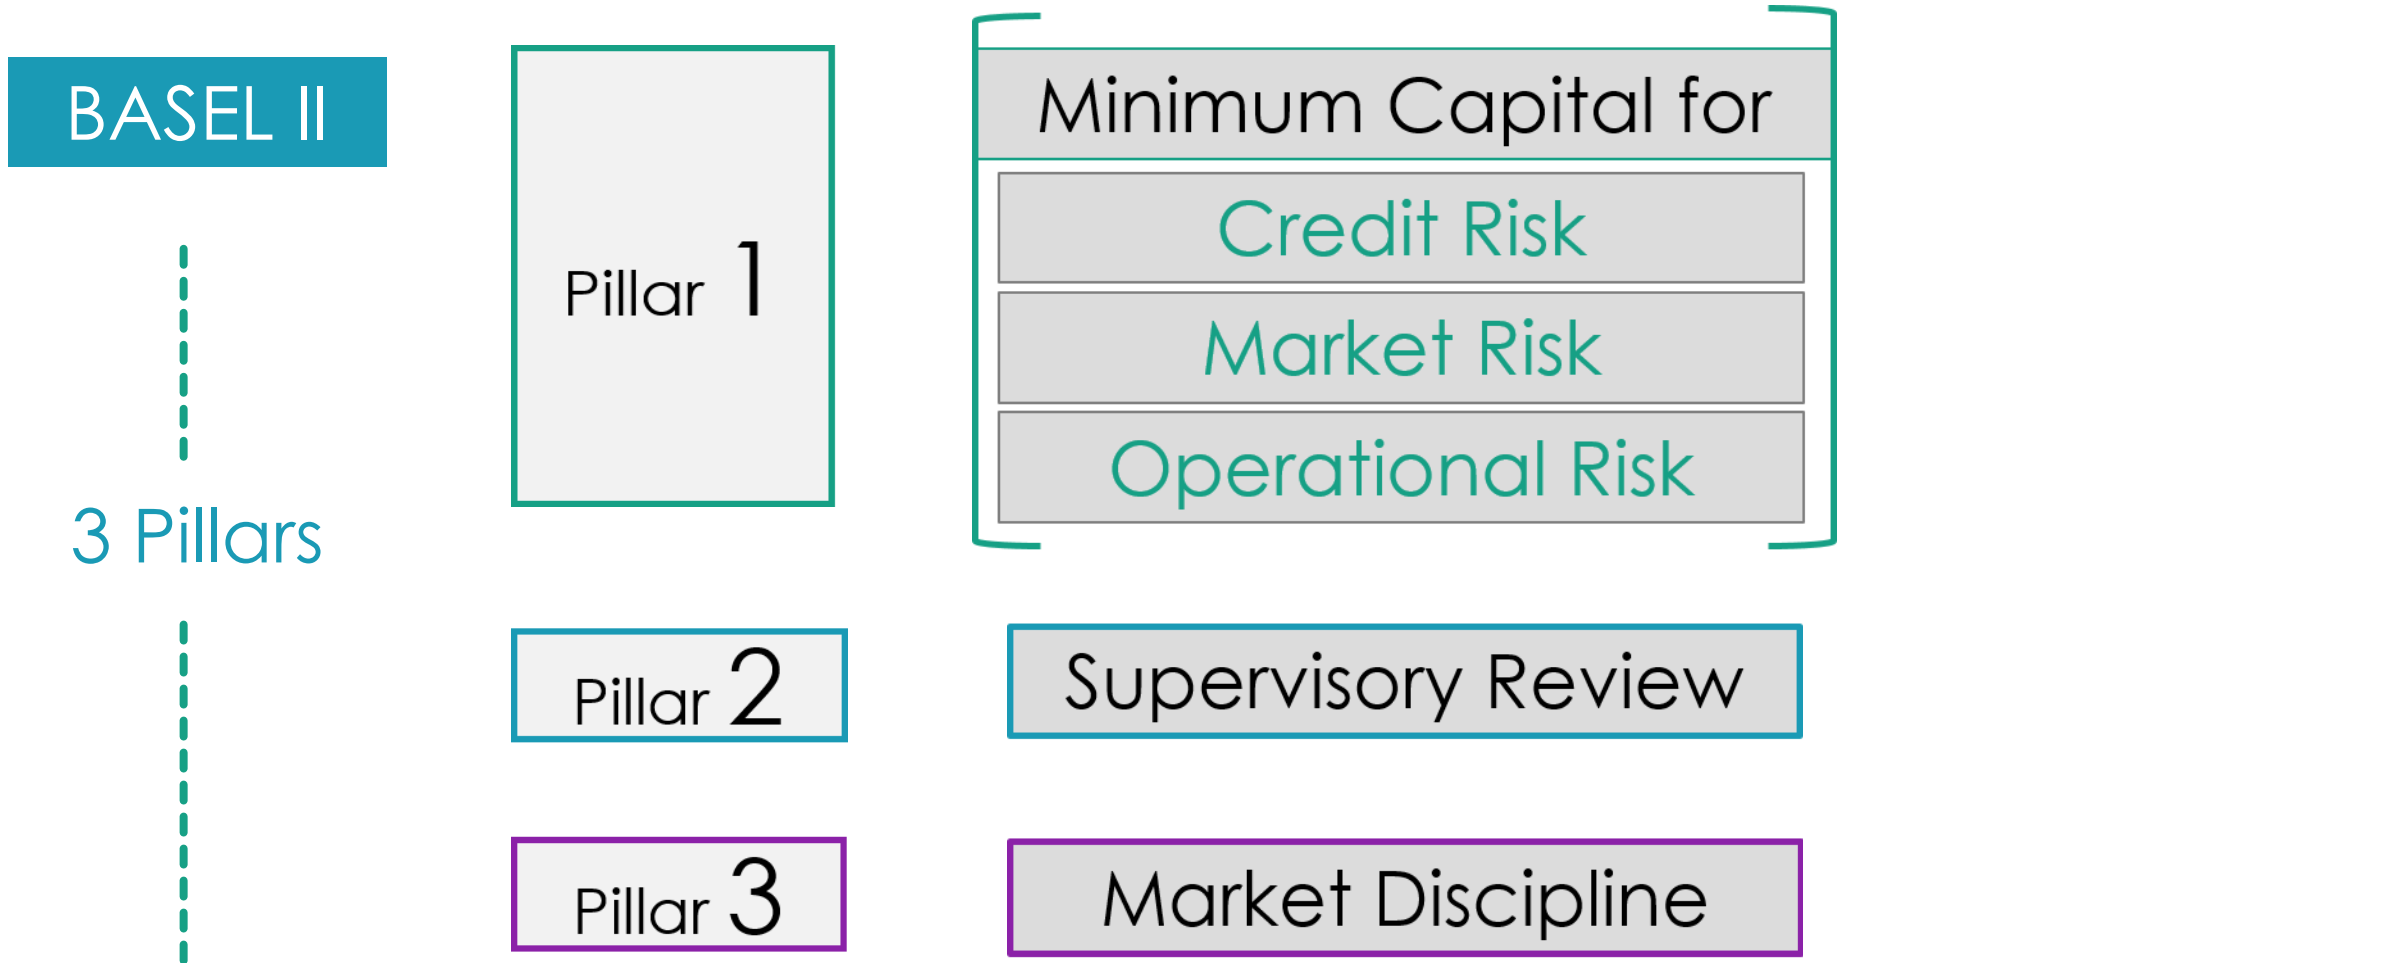 BASEL II
3 Pillars
Pillar 1
Minimum Capital for
Credit Risk
Market Risk
Operational Risk
Pillar 2
Supervisory Review
Pillar 3
Market Discipline